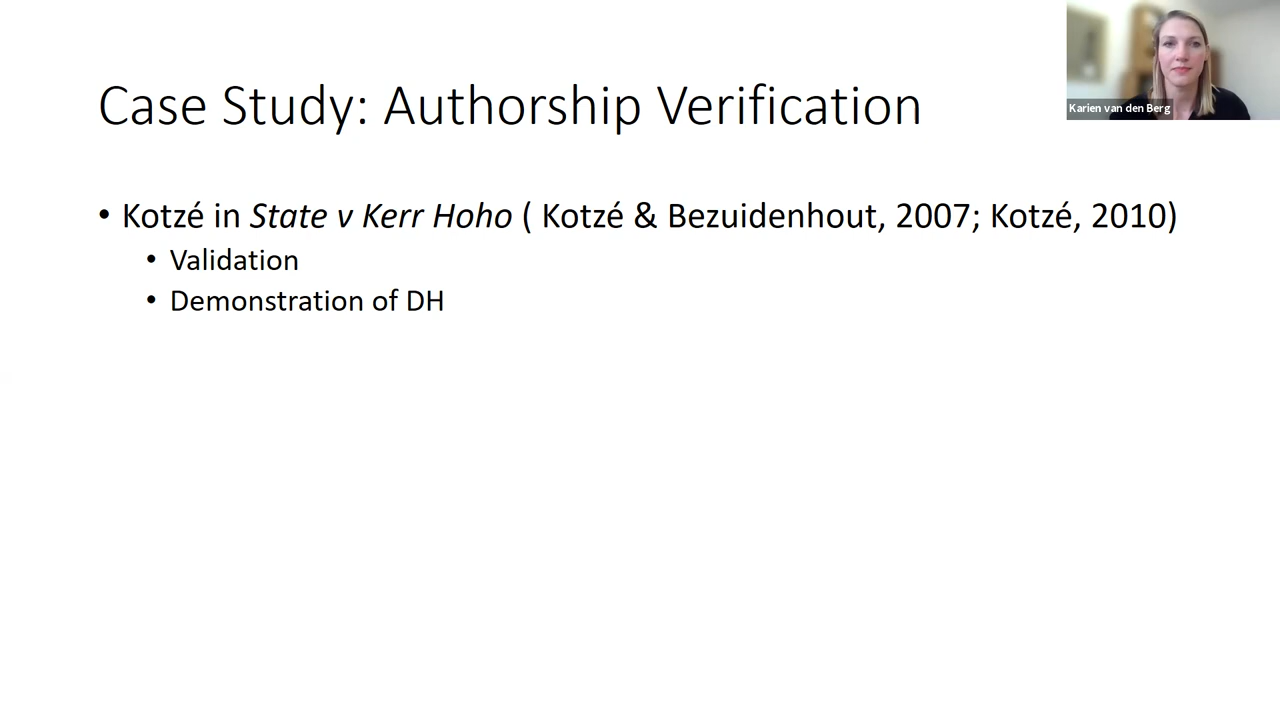 Case Study: Authorship Verification
Karien van den Berg
• Kotzé in State v Kerr Hoho ( Kotzé & Bezuidenhout, 2007; Kotzé, 2010)
• Validation
• Demonstration of DH